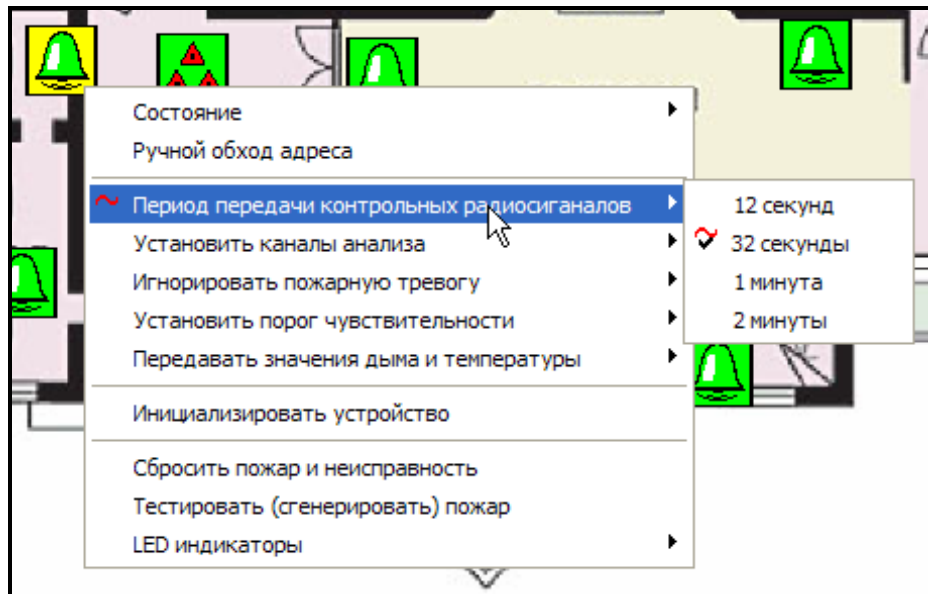 Состояние
Ручной обход адреса
Период передачи контрольных радиосиганалов
Установить каналы анализа
Игнорировать пожарную тревогу
Установить порог чувствительности
Передавать значения дыма и температуры
Инициализировать устройство
Сбросить пожар и неисправность
Тестировать (сгенерировать) пожар
LED индикаторы
12 секунд
32 секунды
1 минута
2 минуты